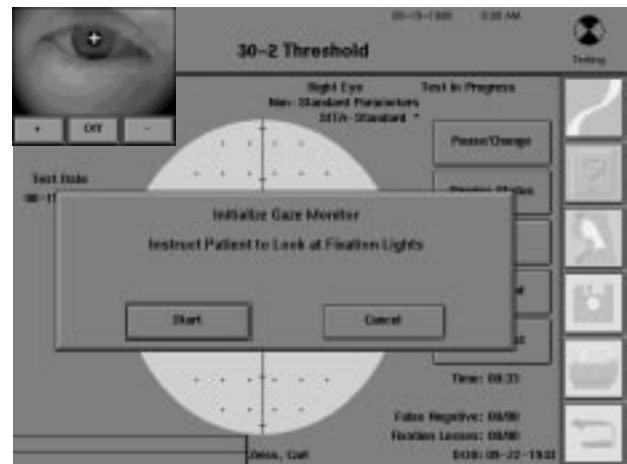 30-2 Threshold
Testing
Right Eye
Test in Progress
Non- Standard Parameters
SITA- Standard
+ Off -
Pause/Change
Test Date
Initialize Gaze Monitor
Instruct Patient to Look at Fixation Lights
Start Cancel
Time: 00:33
False Negative: 00/00
Fixation Losses: 00/00